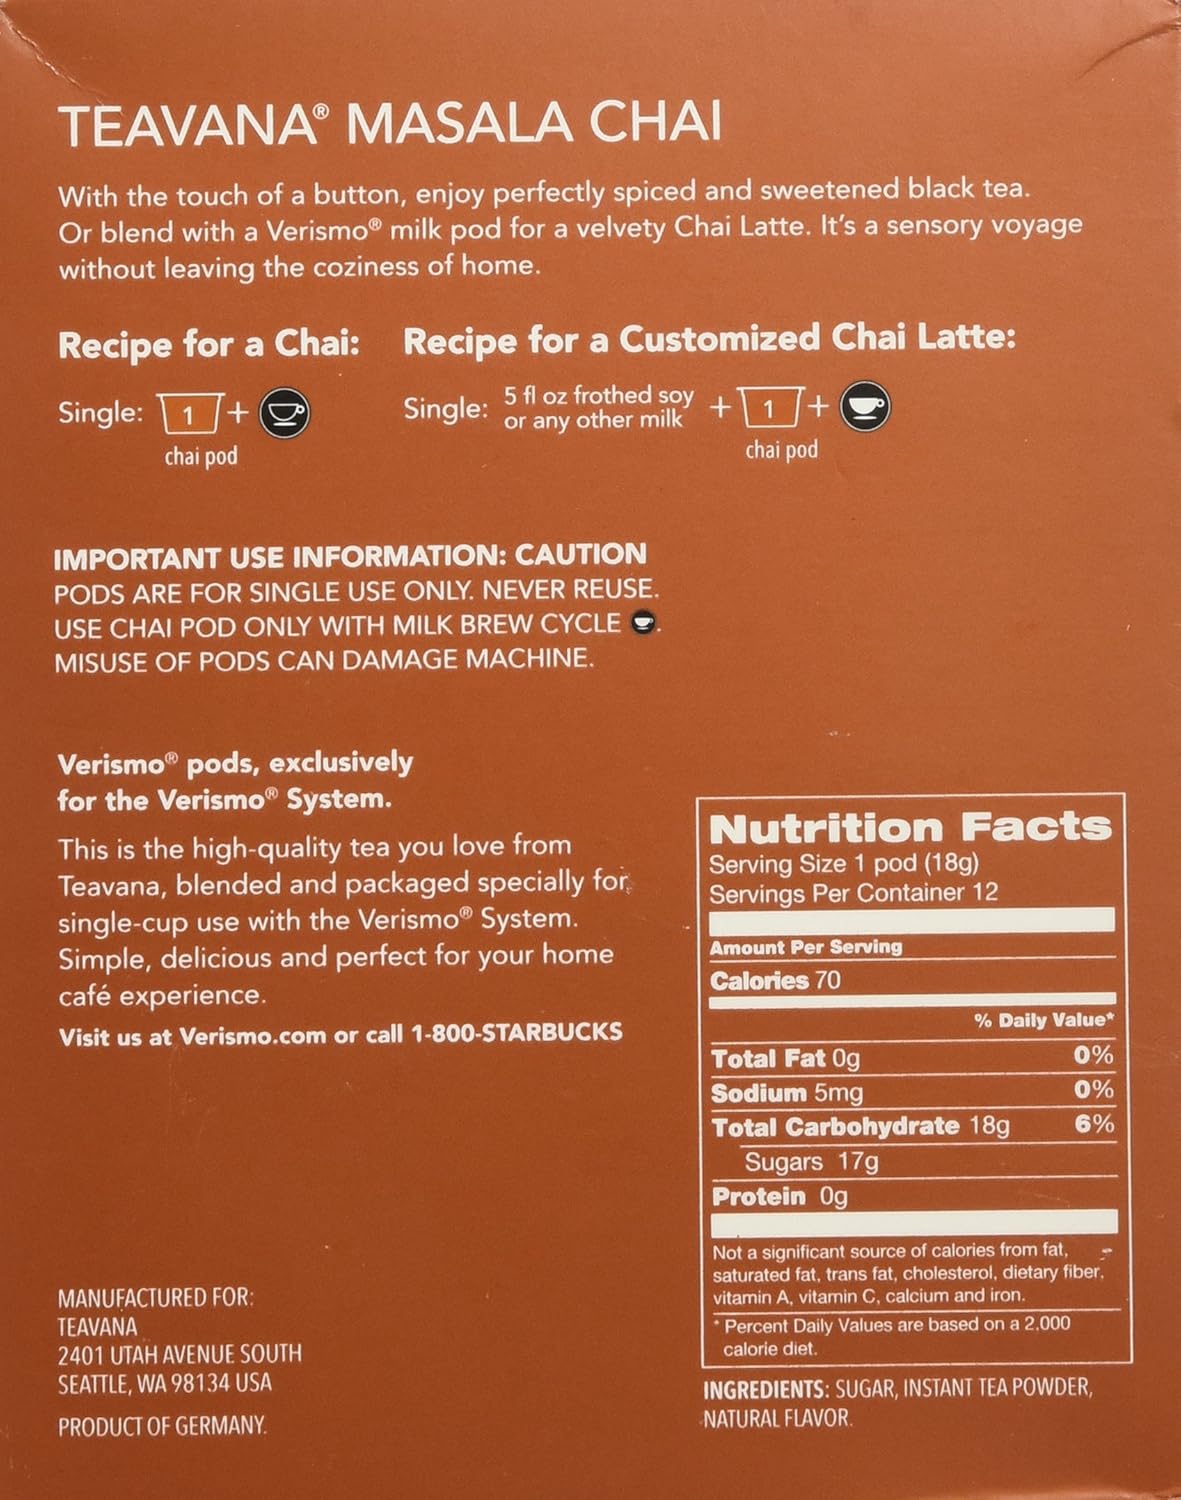 TEAVANA® MASALA CHAI
With the touch of a button, enjoy perfectly spiced and sweetened black tea.
Or blend with a Verismo® milk pod for a velvety Chai Latte. It's a sensory voyage
without leaving the coziness of home.
Recipe for a Chai:
Single: 1 +
chai pod
Recipe for a Customized Chai Latte:
Single: 5 fl oz frothed soy
or any other milk + 1 +
chai pod
IMPORTANT USE INFORMATION: CAUTION
PODS ARE FOR SINGLE USE ONLY. NEVER REUSE.
USE CHAI POD ONLY WITH MILK BREW CYCLE .
MISUSE OF PODS CAN DAMAGE MACHINE.
Verismo® pods, exclusively
for the Verismo® System.
This is the high-quality tea you love from
Teavana, blended and packaged specially for
single-cup use with the Verismo® System.
Simple, delicious and perfect for your home
café experience.
Visit us at Verismo.com or call 1-800-STARBUCKS
MANUFACTURED FOR:
TEAVANA
2401 UTAH AVENUE SOUTH
SEATTLE, WA 98134 USA
PRODUCT OF GERMANY.
Nutrition Facts
Serving Size 1 pod (18g)
Servings Per Container 12
Amount Per Serving
Calories 70
% Daily Value*
Total Fat 0g 0%
Sodium 5mg 0%
Total Carbohydrate 18g 6%
Sugars 17g
Protein 0g
Not a significant source of calories from fat,
saturated fat, trans fat, cholesterol, dietary fiber,
vitamin A, vitamin C, calcium and iron.
* Percent Daily Values are based on a 2,000
calorie diet.
INGREDIENTS: SUGAR, INSTANT TEA POWDER,
NATURAL FLAVOR.